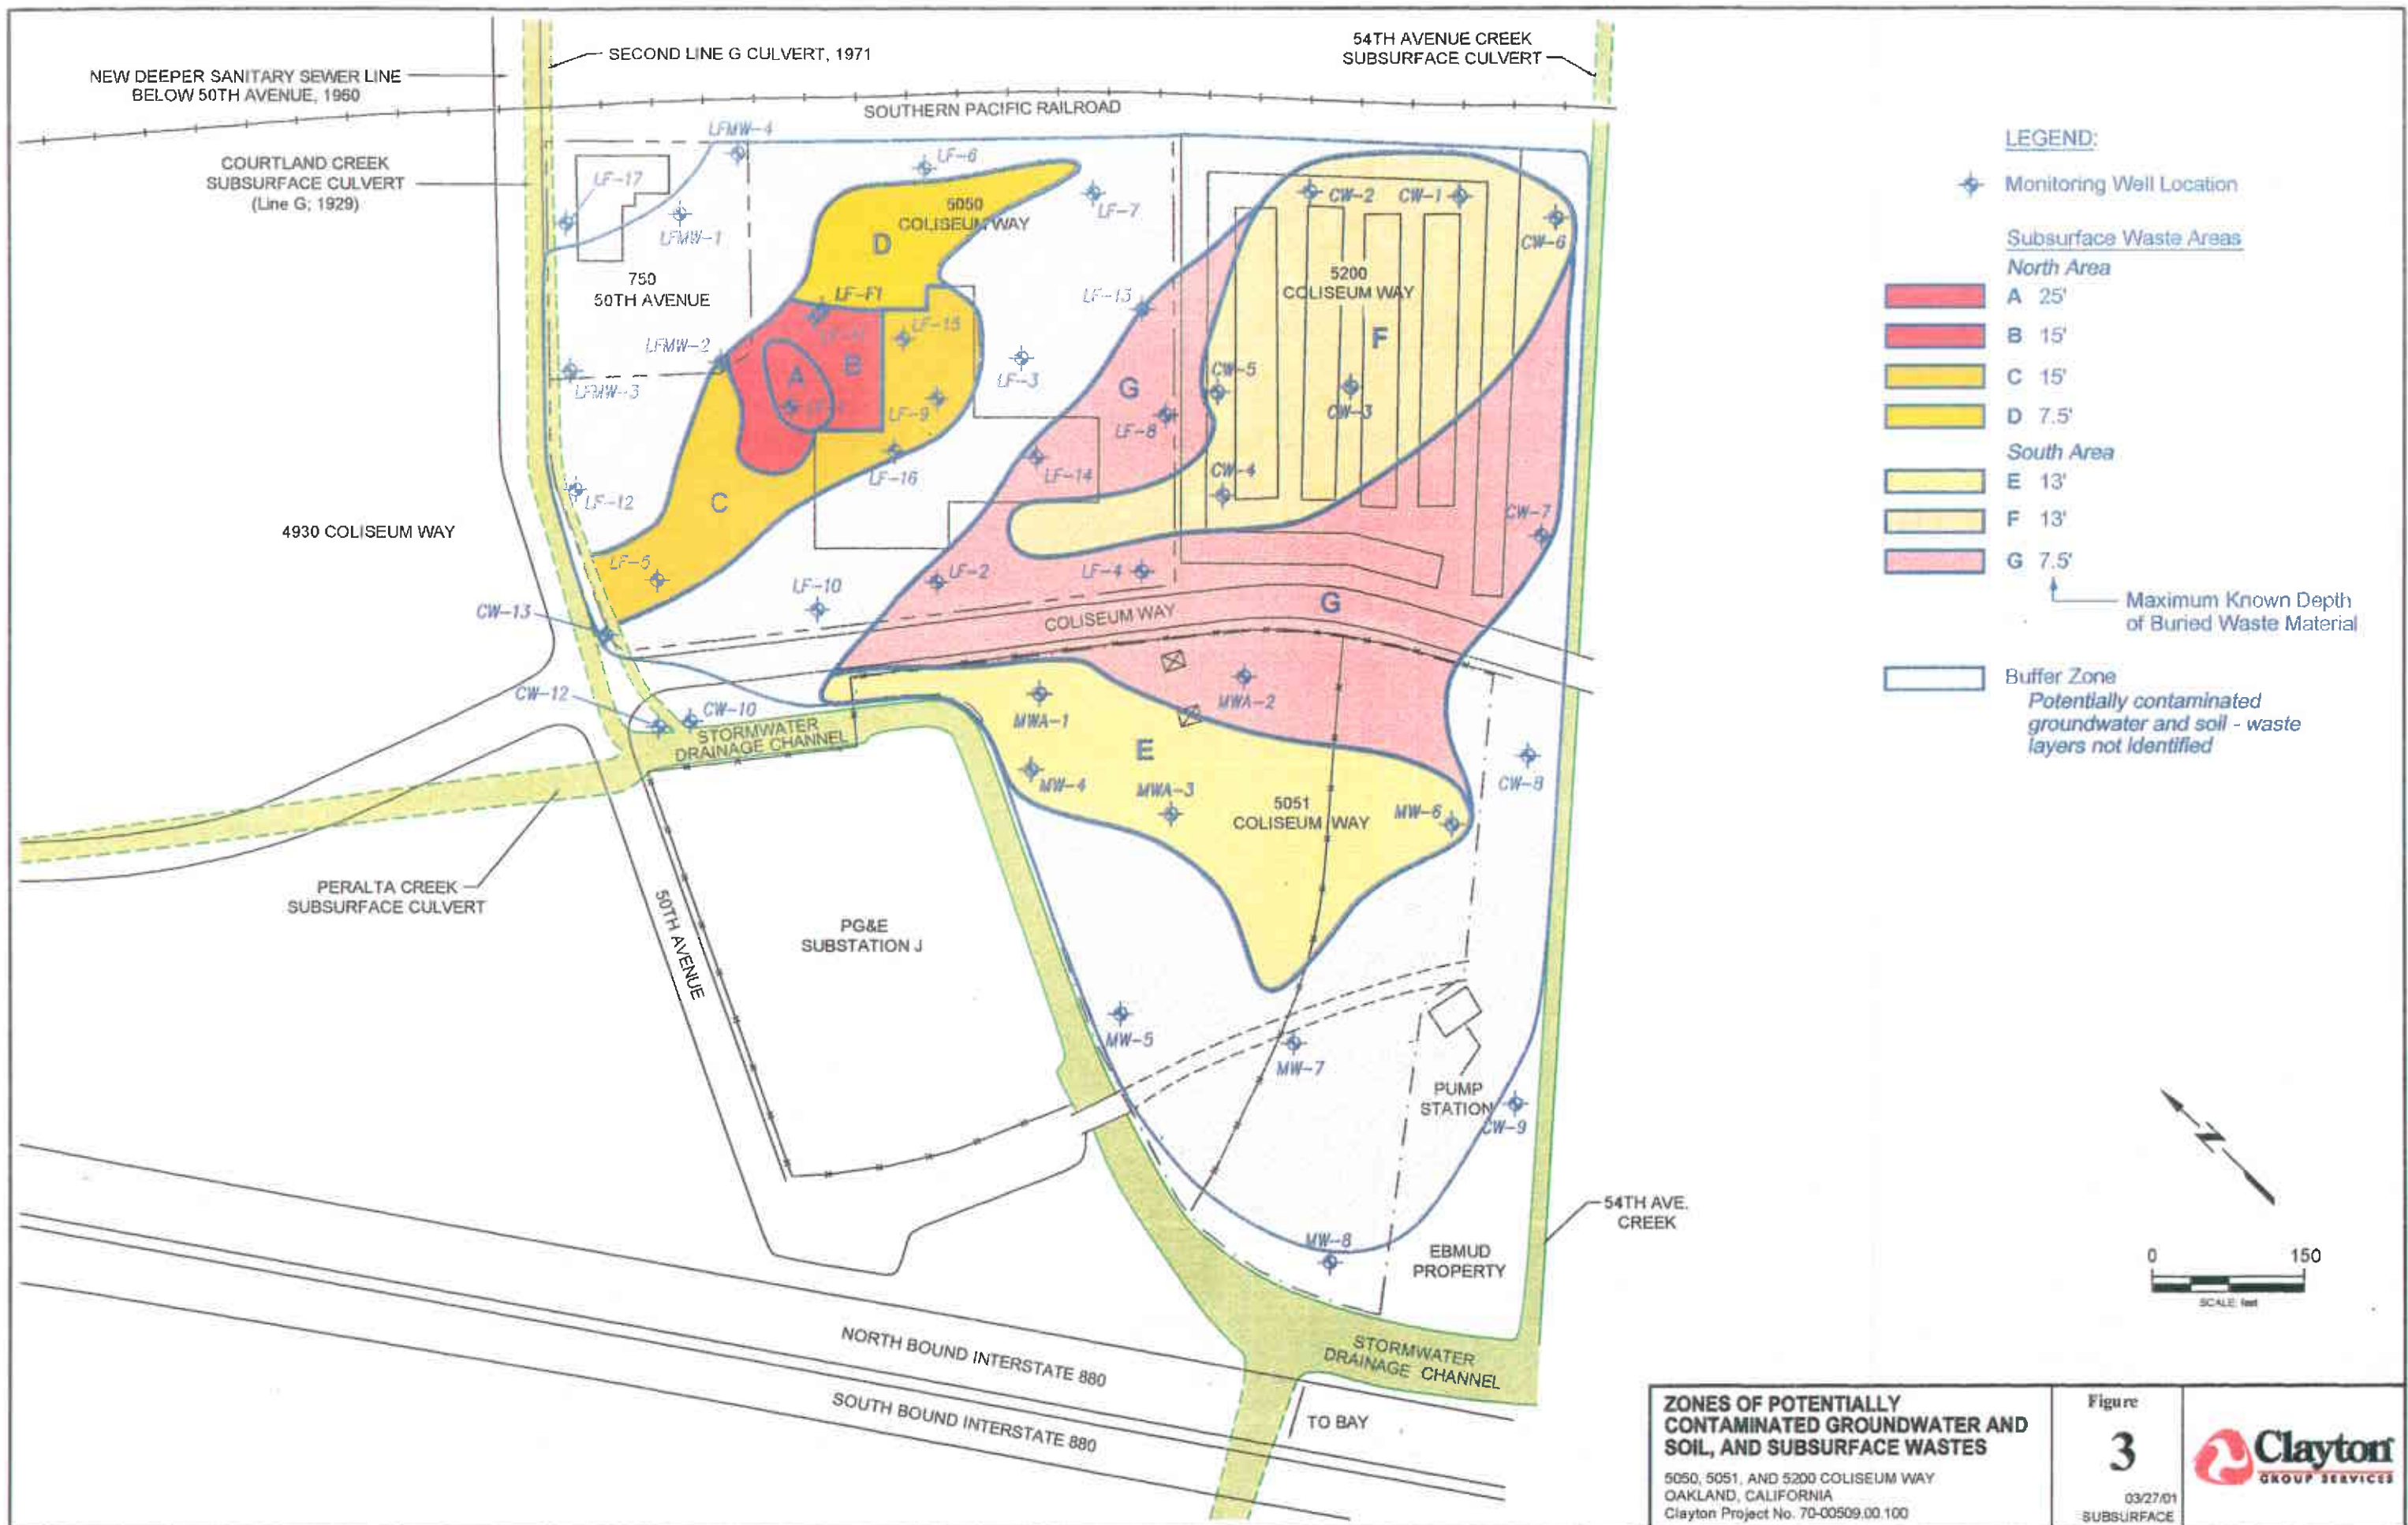 NEW DEEPER SANITARY SEWER LINE
BELOW 50TH AVENUE, 1960
SECOND LINE G CULVERT, 1971
54TH AVENUE CREEK
SUBSURFACE CULVERT
SOUTHERN PACIFIC RAILROAD
COURTLAND CREEK
SUBSURFACE CULVERT
(Line G; 1929)
LFMW-4
LF-17
LFMW-1
LF-6
LF-7
5050
COLISEUM WAY
D
750
50TH AVENUE
LF-F1
LF-15
LFMW-2
LFMW-3
A
B
LF-9
LF-3
LF-13
LF-16
C
LF-12
G
LF-8
LF-14
CW-2
CW-1
CW-6
5200
COLISEUM WAY
F
CW-5
CW-3
CW-4
CW-7
4930 COLISEUM WAY
LF-5
LF-10
LF-2
LF-4
G
COLISEUM WAY
CW-13
CW-12
CW-10
STORMWATER
DRAINAGE CHANNEL
MWA-1
MWA-2
E
MW-4
MWA-3
5051
COLISEUM WAY
MW-6
CW-8
PERALTA CREEK
SUBSURFACE CULVERT
50TH AVENUE
PG&E
SUBSTATION J
MW-5
MW-7
PUMP
STATION
CW-9
54TH AVE.
CREEK
MW-8
EBMUD
PROPERTY
STORMWATER
DRAINAGE CHANNEL
NORTH BOUND INTERSTATE 880
SOUTH BOUND INTERSTATE 880
TO BAY
LEGEND:
Monitoring Well Location
Subsurface Waste Areas
North Area
A 25'
B 15'
C 15'
D 7.5'
South Area
E 13'
F 13'
G 7.5'
Maximum Known Depth
of Buried Waste Material
Buffer Zone
Potentially contaminated
groundwater and soil - waste
layers not identified
N
0 150
SCALE: feet
ZONES OF POTENTIALLY
CONTAMINATED GROUNDWATER AND
SOIL, AND SUBSURFACE WASTES
5050, 5051, AND 5200 COLISEUM WAY
OAKLAND, CALIFORNIA
Clayton Project No. 70-00509.00.100
Figure
3
03/27/01
SUBSURFACE
Clayton
GROUP SERVICES